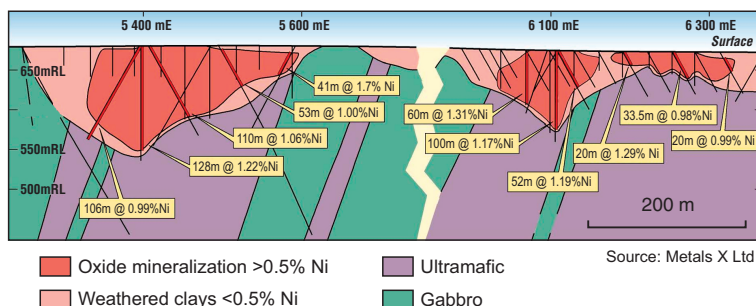 5 400 mE
5 600 mE
6 100 mE
6 300 mE
Surface
650mRL
550mRL
500mRL
41m @ 1.7% Ni
53m @ 1.00%Ni
110m @ 1.06%Ni
128m @ 1.22%Ni
106m @ 0.99%Ni
60m @ 1.31%Ni
100m @ 1.17%Ni
52m @ 1.19%Ni
20m @ 1.29% Ni
33.5m @ 0.98%Ni
20m @ 0.99% Ni
200 m
Source: Metals X Ltd
Oxide mineralization >0.5% Ni
Ultramafic
Weathered clays <0.5% Ni
Gabbro